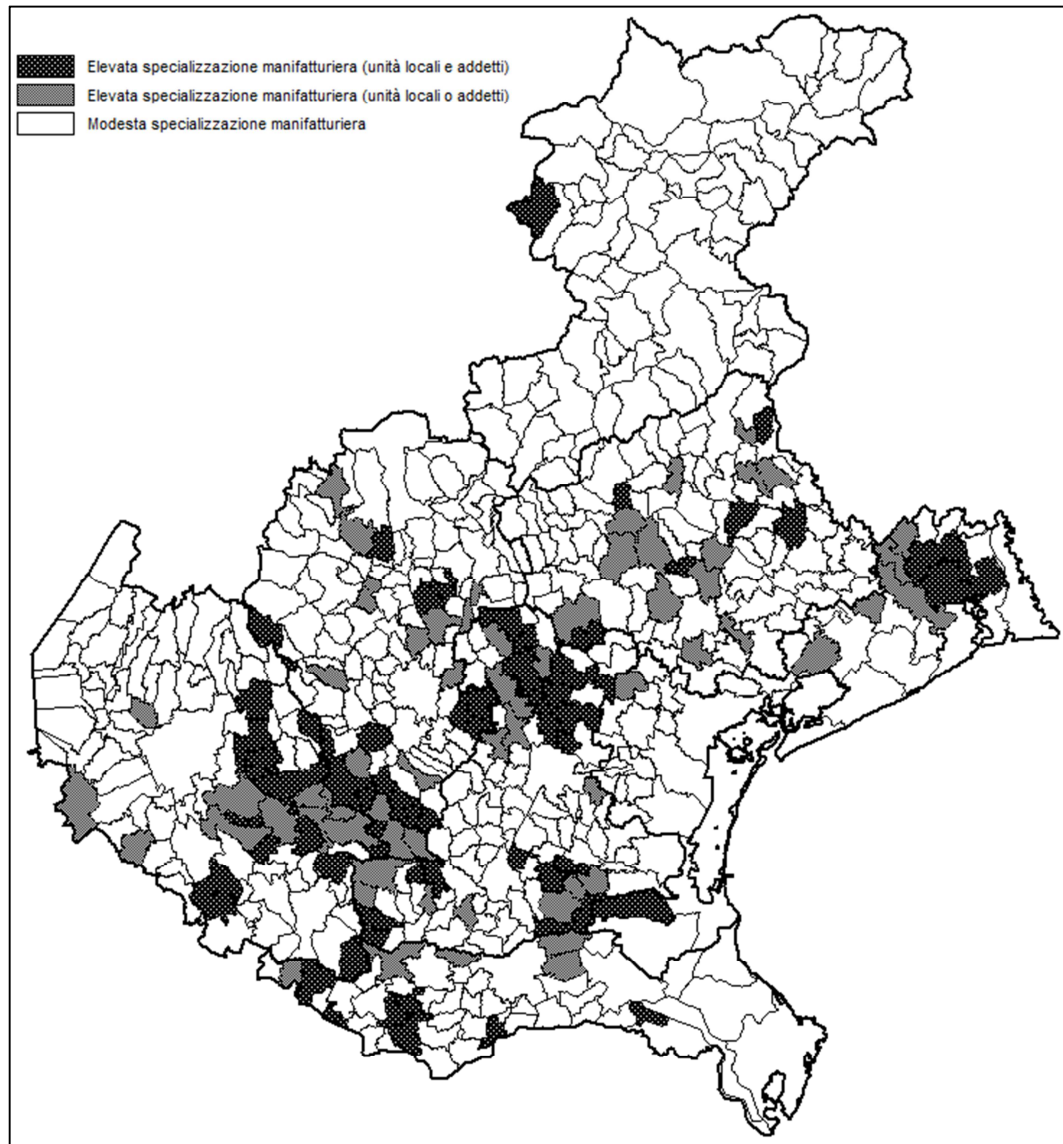 Elevata specializzazione manifatturiera (unità locali e addetti)
Elevata specializzazione manifatturiera (unità locali o addetti)
Modesta specializzazione manifatturiera